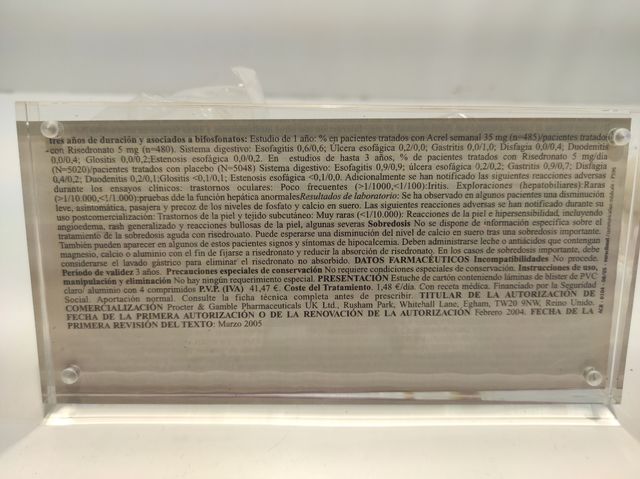 tres años de duración y asociados a bifosfonatos: Estudio de 1 año: % en pacientes tratados con Acrel semanal 35 mg (n=485)/pacientes tratados
con Risedronato 5 mg (n=480). Sistema digestivo: Esofagitis 0,6/0,6; Úlcera esofágica 0,2/0,0; Gastritis 0,0/1,0; Disfagia 0,0/0,4; Duodenitis
0,0/0,4; Glositis 0,0/0,2;Estenosis esofágica 0,0/0,2. En estudios de hasta 3 años, % de pacientes tratados con Risedronato 5 mg/día
(N=5020)/pacientes tratados con placebo (N=5048) Sistema digestivo: Esofagitis 0,9/0,9; úlcera esofágica 0,2/0,2; Gastritis 0,9/0,7; Disfagia
0,4/0,2; Duodenitis 0,2/0,1;Glositis <0,1/0,1; Estenosis esofágica <0,1/0,0. Adicionalmente se han notificado las siguientes reacciones adversas
durante los ensayos clínicos: trastornos oculares: Poco frecuentes (>1/1000,<1/100):Iritis. Exploraciones (hepatobiliares):Raras
(>1/10.000,<1/1.000):pruebas dde la función hepática anormalesResultados de laboratorio: Se ha observado en algunos pacientes una disminución
leve, asintomática, pasajera y precoz de los niveles de fosfato y calcio en suero. Las siguientes reacciones adversas se han notificado durante su
uso postcomercialización: Trastornos de la piel y tejido subcutáneo: Muy raras (<1/10.000): Reacciones de la piel e hipersensibilidad, incluyendo
angioedema, rash generalizado y reacciones bullosas de la piel, algunas severas Sobredosis No se dispone de información específica sobre el
tratamiento de la sobredosis aguda con risedronato. Puede esperarse una disminución del nivel de calcio en suero tras una sobredosis importante.
También pueden aparecer en algunos de estos pacientes signos y síntomas de hipocalcemia. Deben administrarse leche o antiácidos que contengan
magnesio, calcio o aluminio con el fin de fijarse a risedronato y reducir la absorción de risedronato. En los casos de sobredosis importante, debe
considerarse el lavado gástrico para eliminar el risedronato no absorbido. DATOS FARMACÉUTICOS Incompatibilidades No procede.
Período de validez 3 años. Precauciones especiales de conservación No requiere condiciones especiales de conservación. Instrucciones de uso,
manipulación y eliminación No hay ningún requerimiento especial. PRESENTACIÓN Estuche de cartón conteniendo láminas de blíster de PVC
claro/ aluminio con 4 comprimidos P.V.P. (IVA) 41,47 €. Coste del Tratamiento. 1,48 €/día. Con receta médica. Financiado por la Seguridad
Social. Aportación normal. Consulte la ficha técnica completa antes de prescribir. TITULAR DE LA AUTORIZACIÓN DE
COMERCIALIZACIÓN Procter & Gamble Pharmaceuticals UK Ltd., Rusham Park, Whitehall Lane, Egham, TW20 9NW, Reino Unido.
FECHA DE LA PRIMERA AUTORIZACIÓN O DE LA RENOVACIÓN DE LA AUTORIZACIÓN Febrero 2004. FECHA DE LA
PRIMERA REVISIÓN DEL TEXTO: Marzo 2005